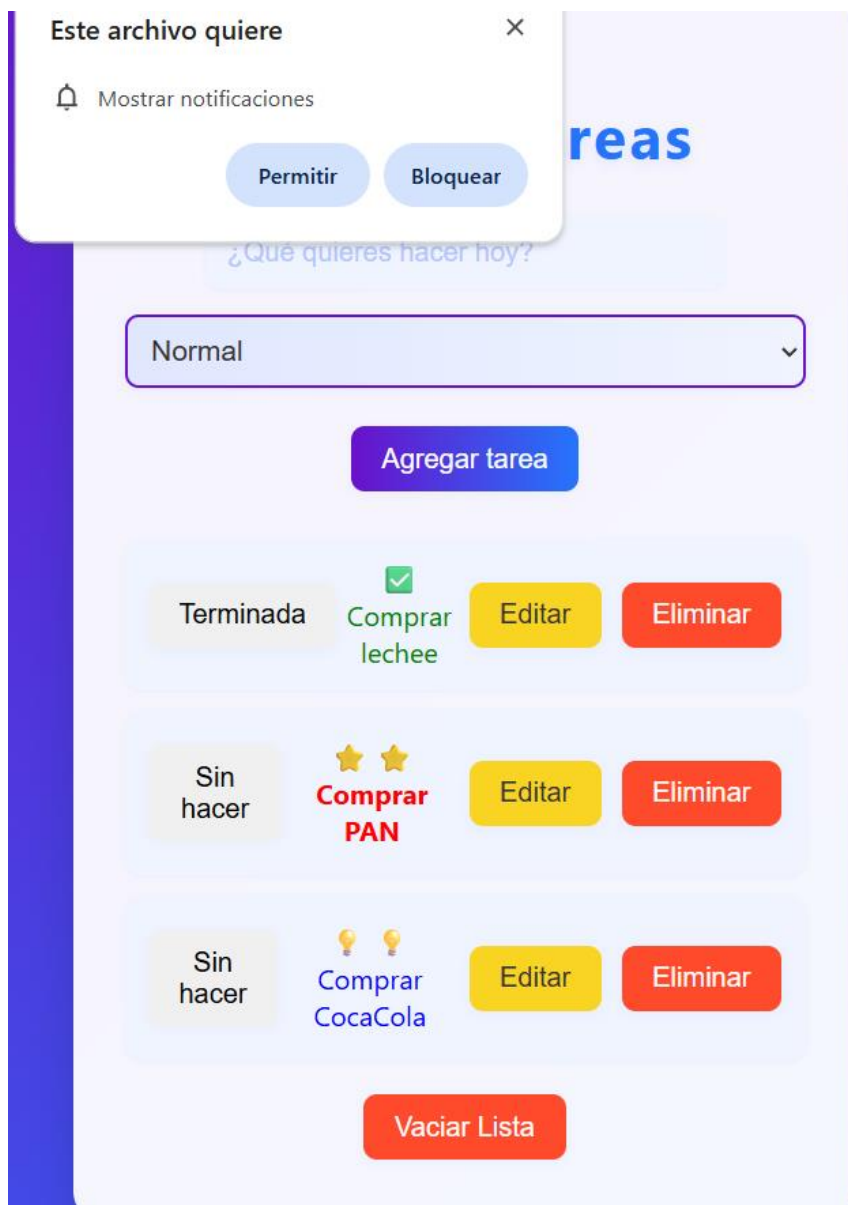 Este archivo quiere
Mostrar notificaciones
Permitir
Bloquear
reas
¿Qué quieres hacer hoy?
Normal
Agregar tarea
Terminada
Comprar
lechee
Editar
Eliminar
Sin
hacer
Comprar
PAN
Editar
Eliminar
Sin
hacer
Comprar
CocaCola
Editar
Eliminar
Vaciar Lista